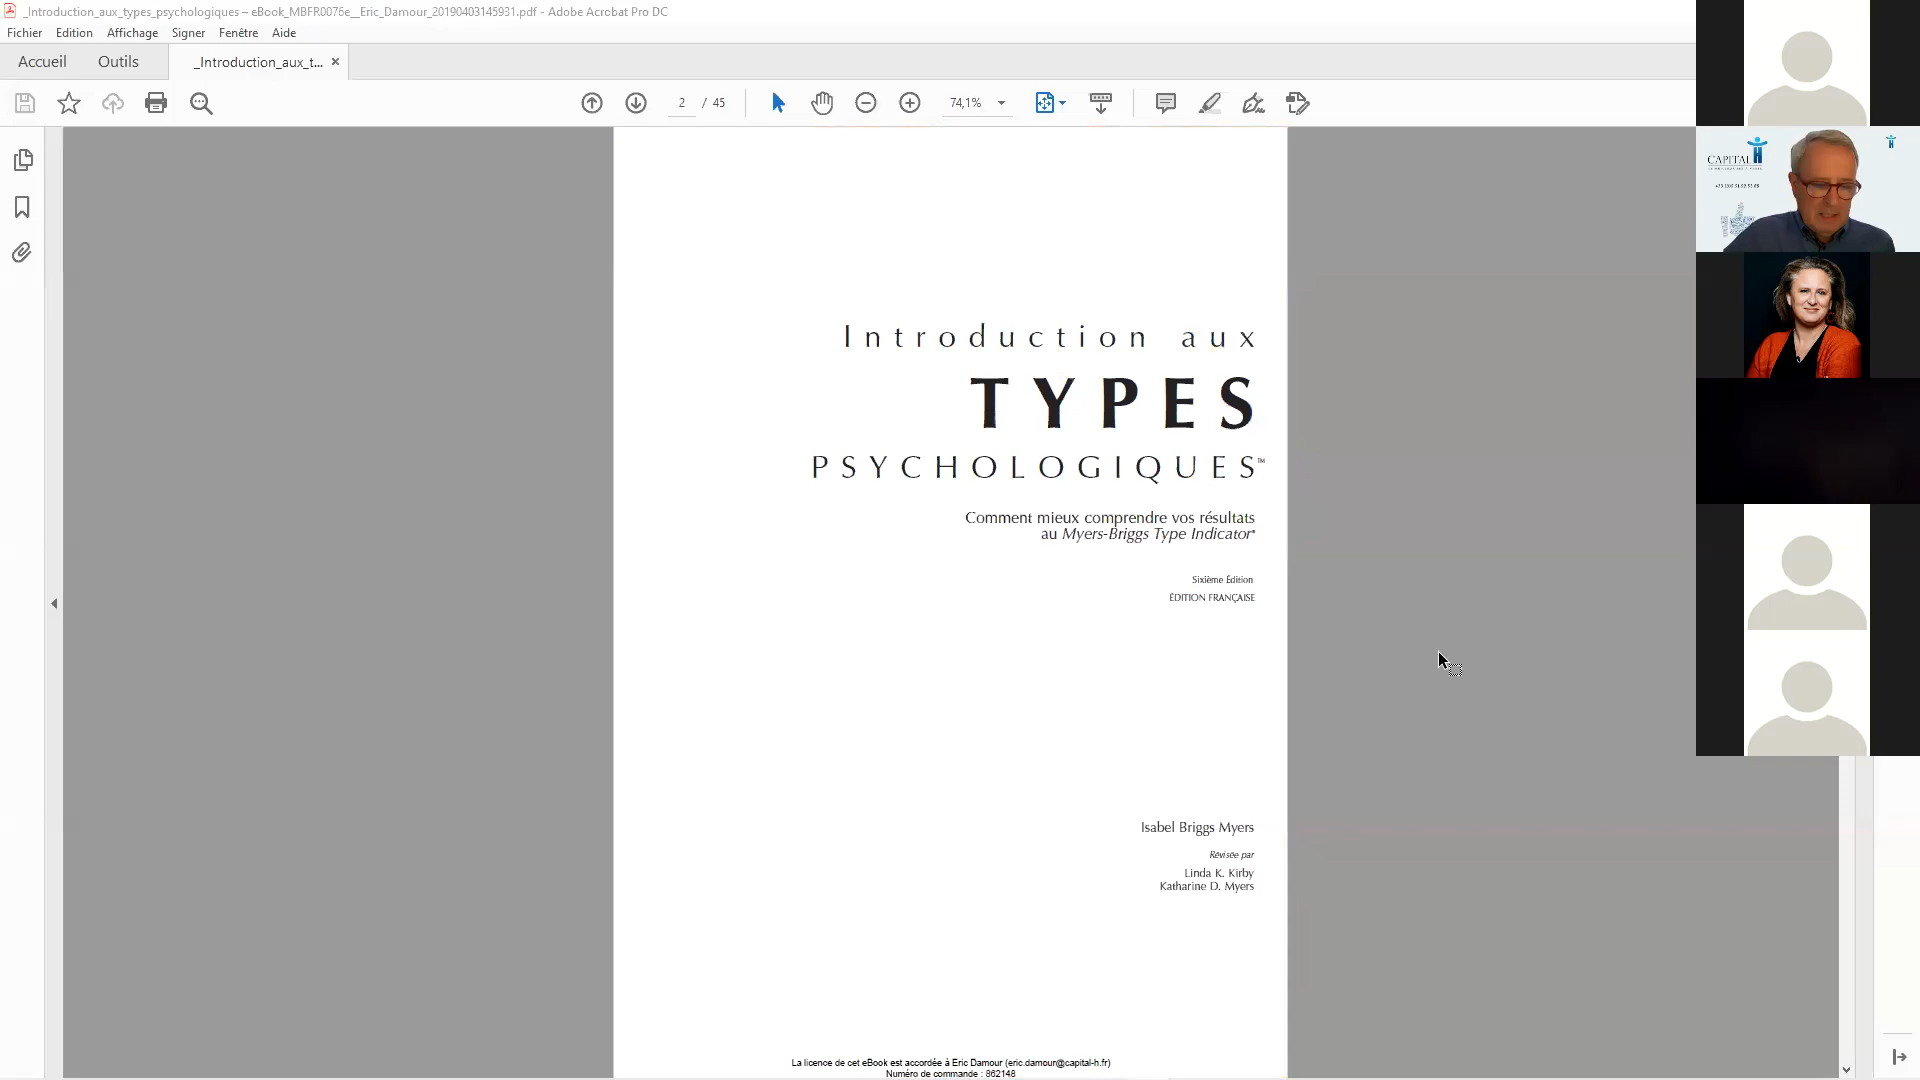 _Introduction_aux_types_psychologiques – eBook_MBFR0076e__Eric_Damour_20190403145931.pdf - Adobe Acrobat Pro DC
Fichier Edition Affichage Signer Fenêtre Aide
Accueil Outils _Introduction_aux_t... ×
2 / 45 74,1%
CAPITAL H
Introduction aux
TYPES
PSYCHOLOGIQUES™
Comment mieux comprendre vos résultats
au Myers-Briggs Type Indicator®
Sixième Édition
ÉDITION FRANÇAISE
Isabel Briggs Myers
Révisée par
Linda K. Kirby
Katharine D. Myers
La licence de cet eBook est accordée à Eric Damour (eric.damour@capital-h.fr)
Numéro de commande : 862148